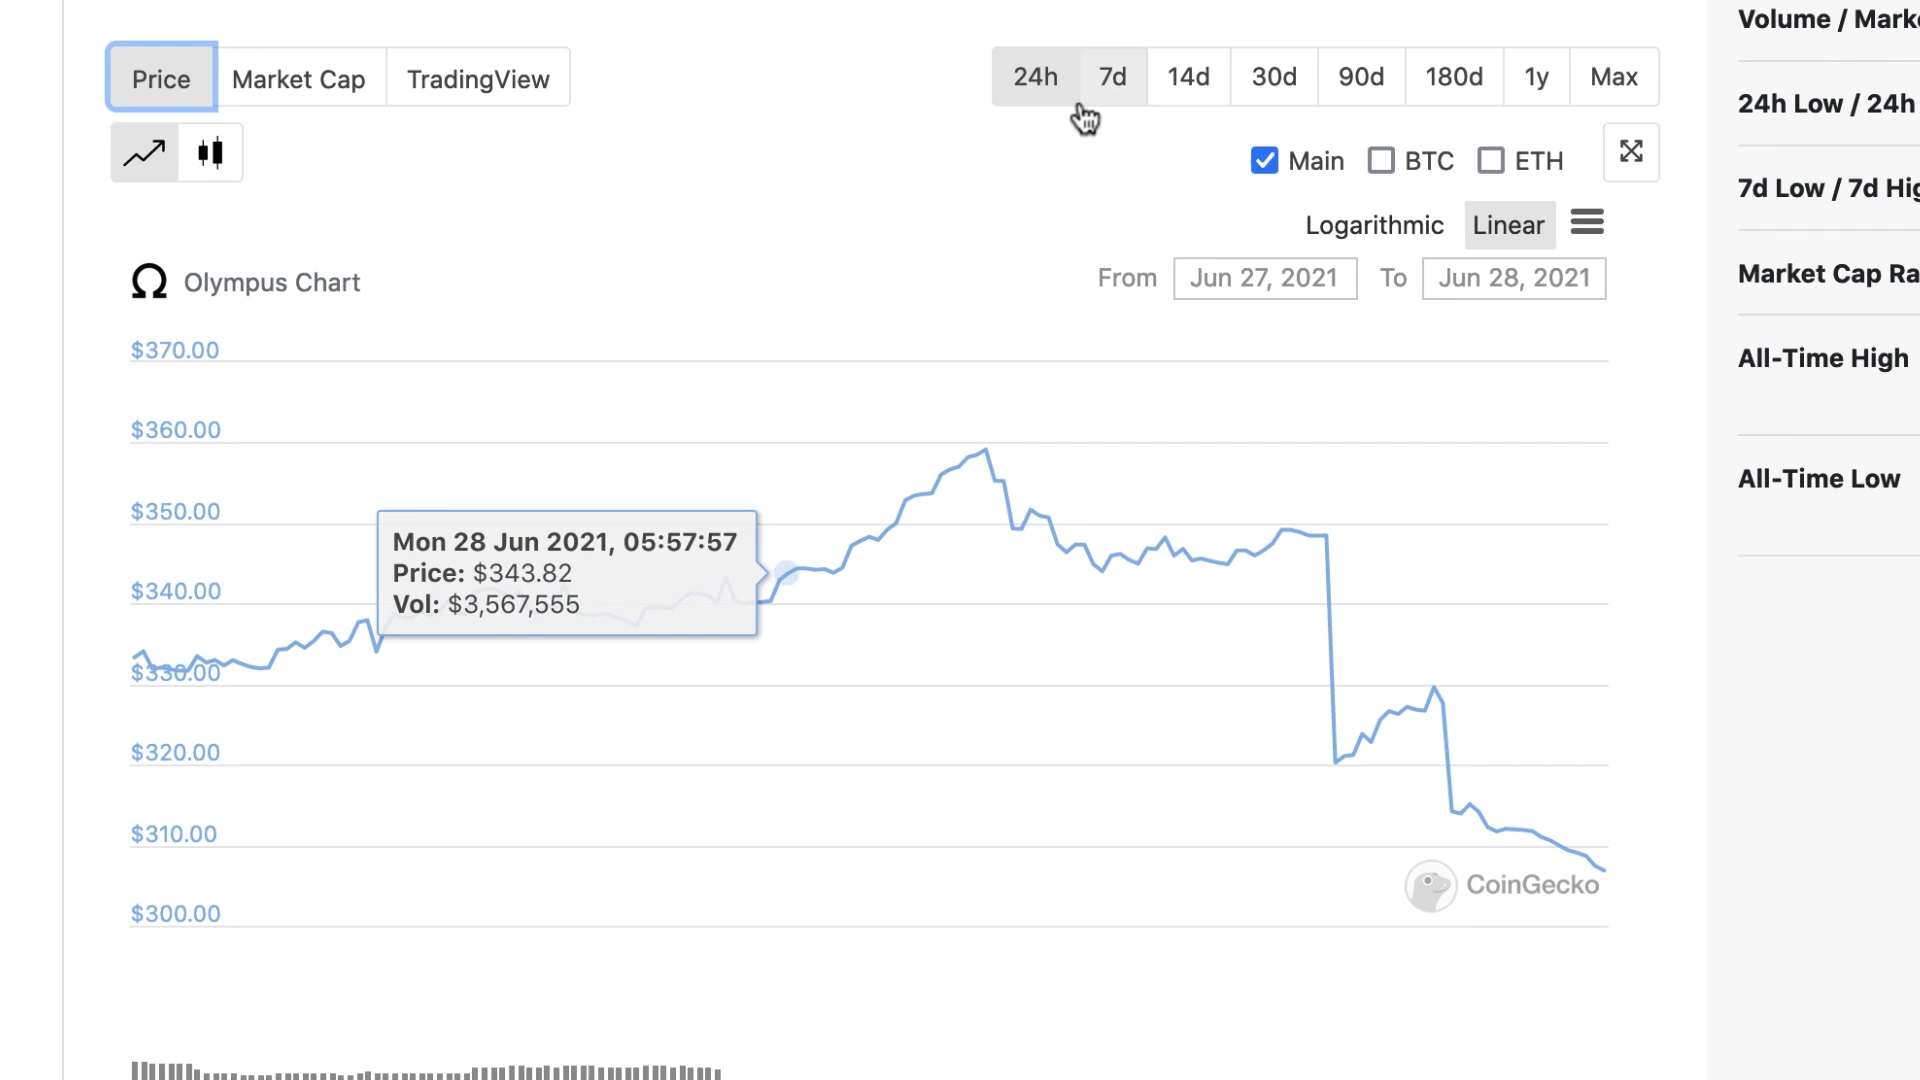 Price Market Cap TradingView
24h 7d 14d 30d 90d 180d 1y Max
Main BTC ETH
Logarithmic Linear
Ω Olympus Chart
From Jun 27, 2021 To Jun 28, 2021
$370.00
$360.00
$350.00
$340.00
$330.00
$320.00
$310.00
$300.00
Mon 28 Jun 2021, 05:57:57
Price: $343.82
Vol: $3,567,555
CoinGecko
Volume / Mark
24h Low / 24h
7d Low / 7d Hig
Market Cap Ra
All-Time High
All-Time Low